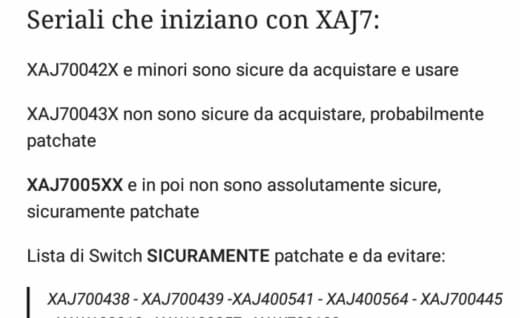 Seriali che iniziano con XAJ7:
XAJ70042X e minori sono sicure da acquistare e usare
XAJ70043X non sono sicure da acquistare, probabilmente
patchate
XAJ7005XX e in poi non sono assolutamente sicure,
sicuramente patchate
Lista di Switch SICURAMENTE patchate e da evitare:
XAJ700438 - XAJ700439 -XAJ400541 - XAJ400564 - XAJ700445